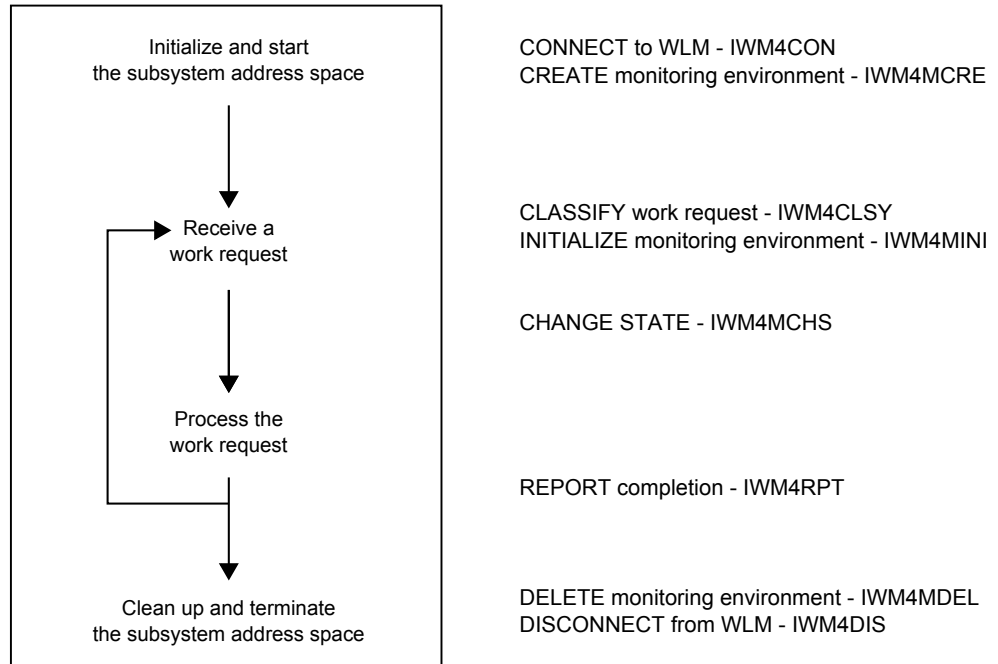 Initialize and start
the subsystem address space
CONNECT to WLM - IWM4CON
CREATE monitoring environment - IWM4MCRE
Receive a
work request
CLASSIFY work request - IWM4CLSY
INITIALIZE monitoring environment - IWM4MINI
CHANGE STATE - IWM4MCHS
Process the
work request
REPORT completion - IWM4RPT
Clean up and terminate
the subsystem address space
DELETE monitoring environment - IWM4MDEL
DISCONNECT from WLM - IWM4DIS